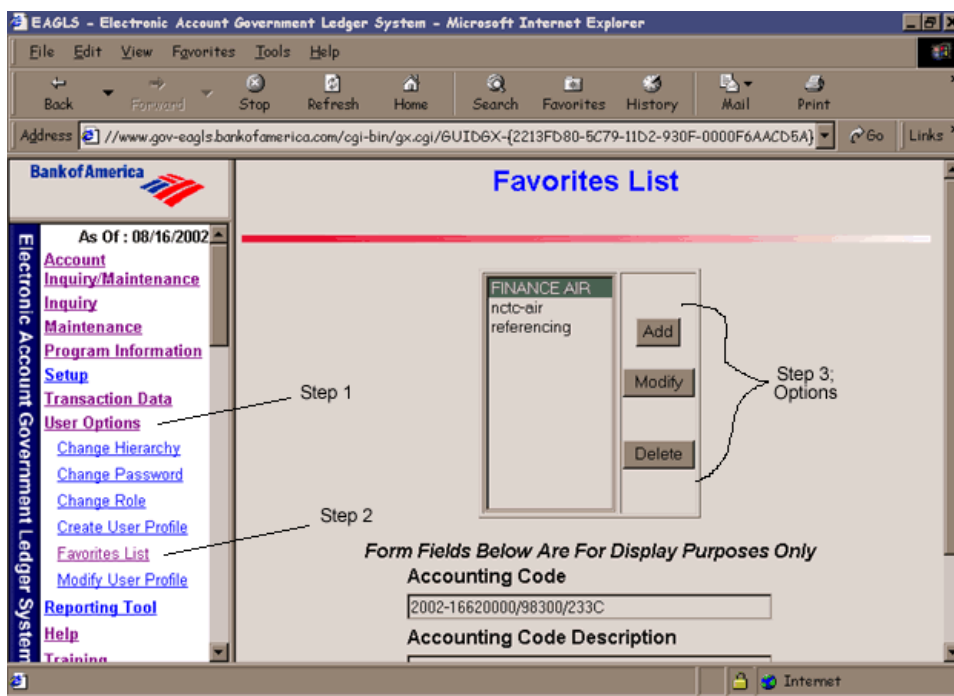 EAGLS - Electronic Account Government Ledger System - Microsoft Internet Explorer
File Edit View Favorites Tools Help
Back Forward Stop Refresh Home Search Favorites History Mail Print
Address //www.gov-eagls.bankofamerica.com/cgi-bin/gx.cgi/GUIDGX-{2213FD80-5C79-11D2-930F-0000F6AACD5A} Go Links
Bank of America
Electronic Account Government Ledger System
As Of : 08/16/2002
Account
Inquiry/Maintenance
Inquiry
Maintenance
Program Information
Setup
Transaction Data
User Options
Change Hierarchy
Change Password
Change Role
Create User Profile
Favorites List
Modify User Profile
Reporting Tool
Help
Training
Step 1
Step 2
Favorites List
FINANCE AIR
nctc-air
referencing
Add
Modify
Delete
Step 3;
Options
Form Fields Below Are For Display Purposes Only
Accounting Code
2002-16620000/98300/233C
Accounting Code Description
Internet